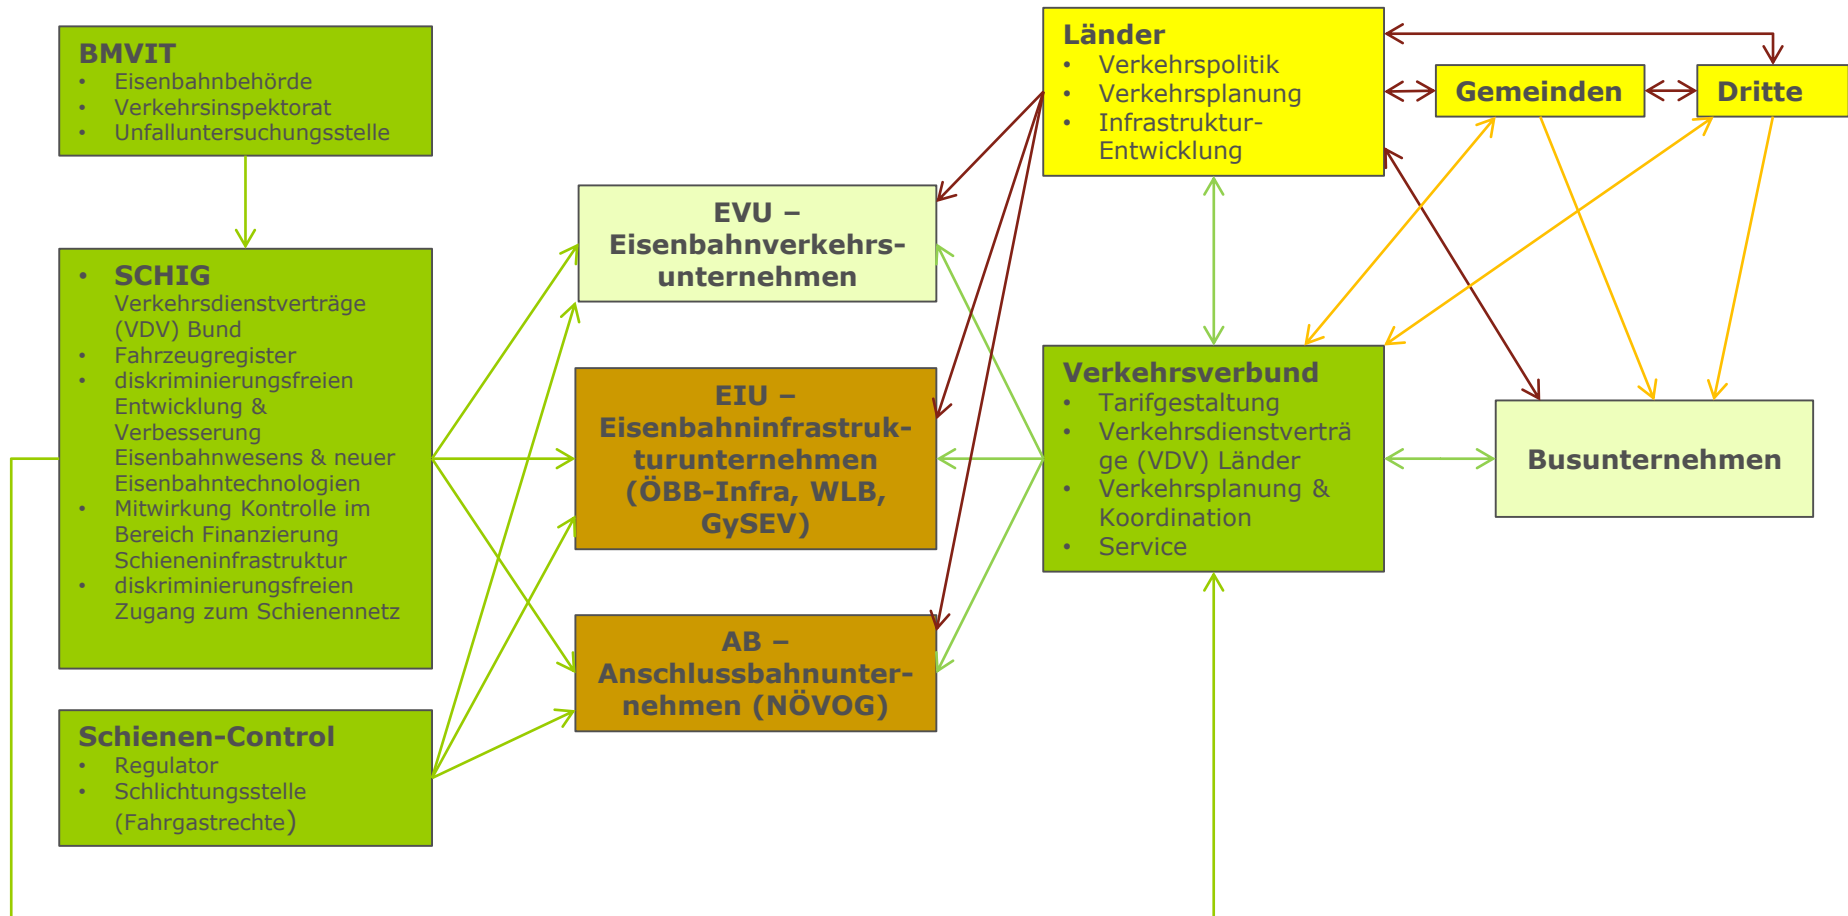 BMVIT
• Eisenbahnbehörde
• Verkehrsinspektorat
• Unfalluntersuchungsstelle
• SCHIG
Verkehrsdienstverträge
(VDV) Bund
• Fahrzeugregister
• diskriminierungsfreien
Entwicklung &
Verbesserung
Eisenbahnwesens & neuer
Eisenbahntechnologien
• Mitwirkung Kontrolle im
Bereich Finanzierung
Schieneninfrastruktur
• diskriminierungsfreien
Zugang zum Schienennetz
Schienen-Control
• Regulator
• Schlichtungsstelle
(Fahrgastrechte)
EVU –
Eisenbahnverkehrs-
unternehmen
EIU –
Eisenbahninfrastruk-
turunternehmen
(ÖBB-Infra, WLB,
GySEV)
AB –
Anschlussbahnunter-
nehmen (NÖVOG)
Länder
• Verkehrspolitik
• Verkehrsplanung
• Infrastruktur-
Entwicklung
Gemeinden
Dritte
Verkehrsverbund
• Tarifgestaltung
• Verkehrsdienstverträ
ge (VDV) Länder
• Verkehrsplanung &
Koordination
• Service
Busunternehmen